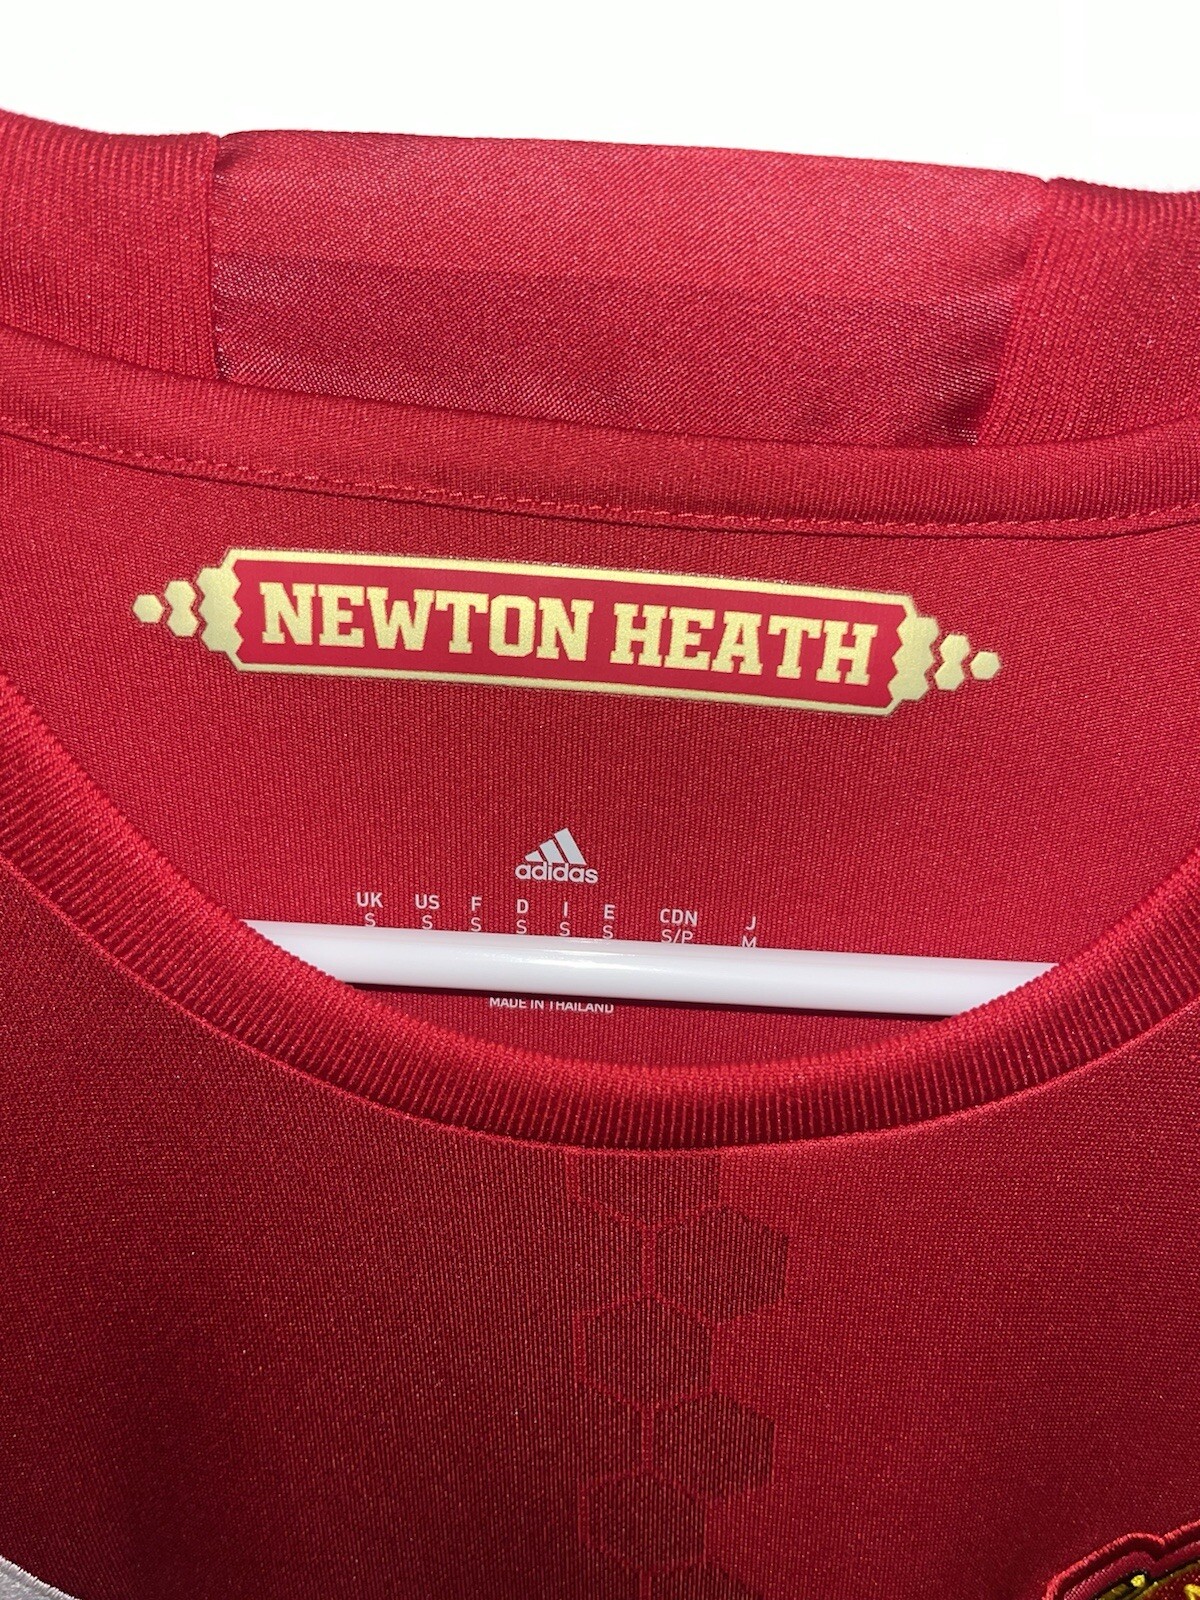 NEWTON HEATH
adidas
UK US F D I E CDN J
S S S S S S S/P M
MADE IN THAILAND